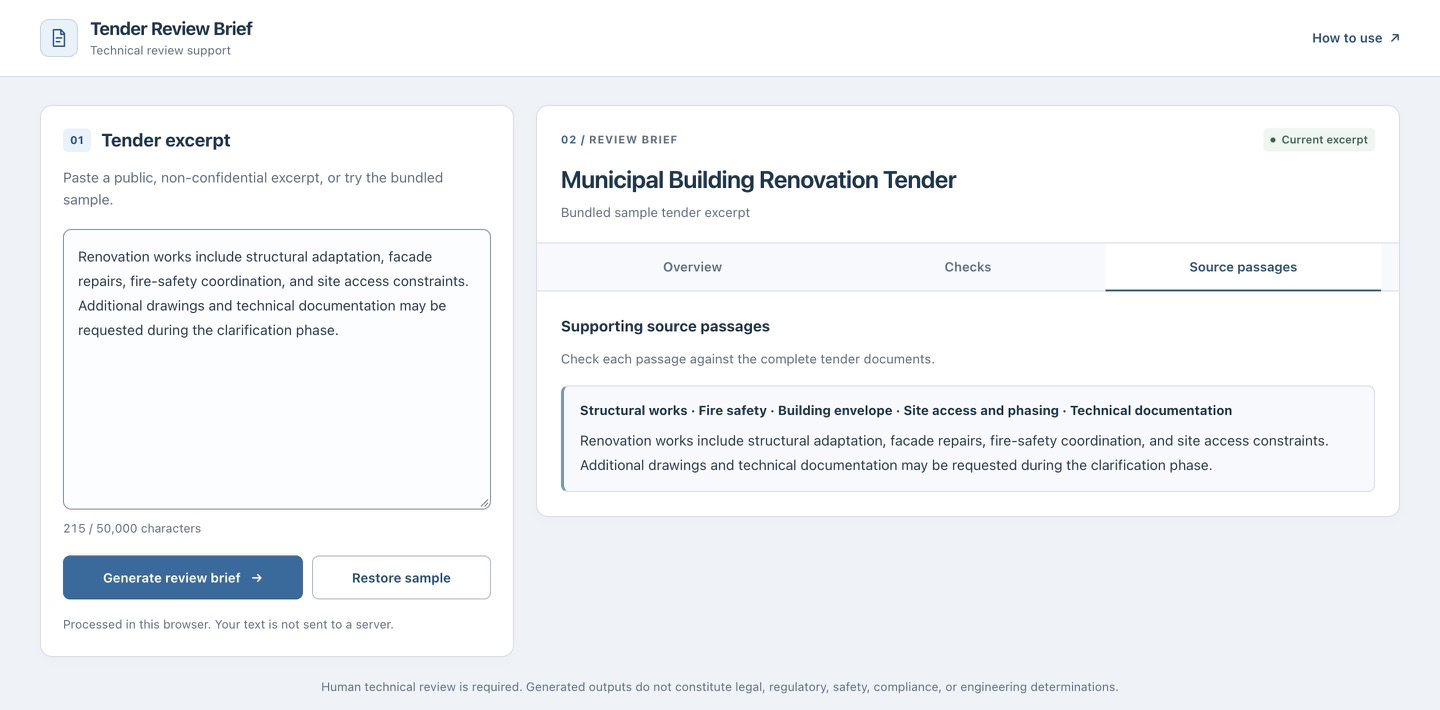 Tender Review Brief
Technical review support
How to use ↗
01 Tender excerpt
Paste a public, non-confidential excerpt, or try the bundled
sample.
Renovation works include structural adaptation, facade
repairs, fire-safety coordination, and site access constraints.
Additional drawings and technical documentation may be
requested during the clarification phase.
215 / 50,000 characters
Generate review brief →
Restore sample
Processed in this browser. Your text is not sent to a server.
02 / REVIEW BRIEF
• Current excerpt
Municipal Building Renovation Tender
Bundled sample tender excerpt
Overview
Checks
Source passages
Supporting source passages
Check each passage against the complete tender documents.
Structural works · Fire safety · Building envelope · Site access and phasing · Technical documentation
Renovation works include structural adaptation, facade repairs, fire-safety coordination, and site access constraints.
Additional drawings and technical documentation may be requested during the clarification phase.
Human technical review is required. Generated outputs do not constitute legal, regulatory, safety, compliance, or engineering determinations.